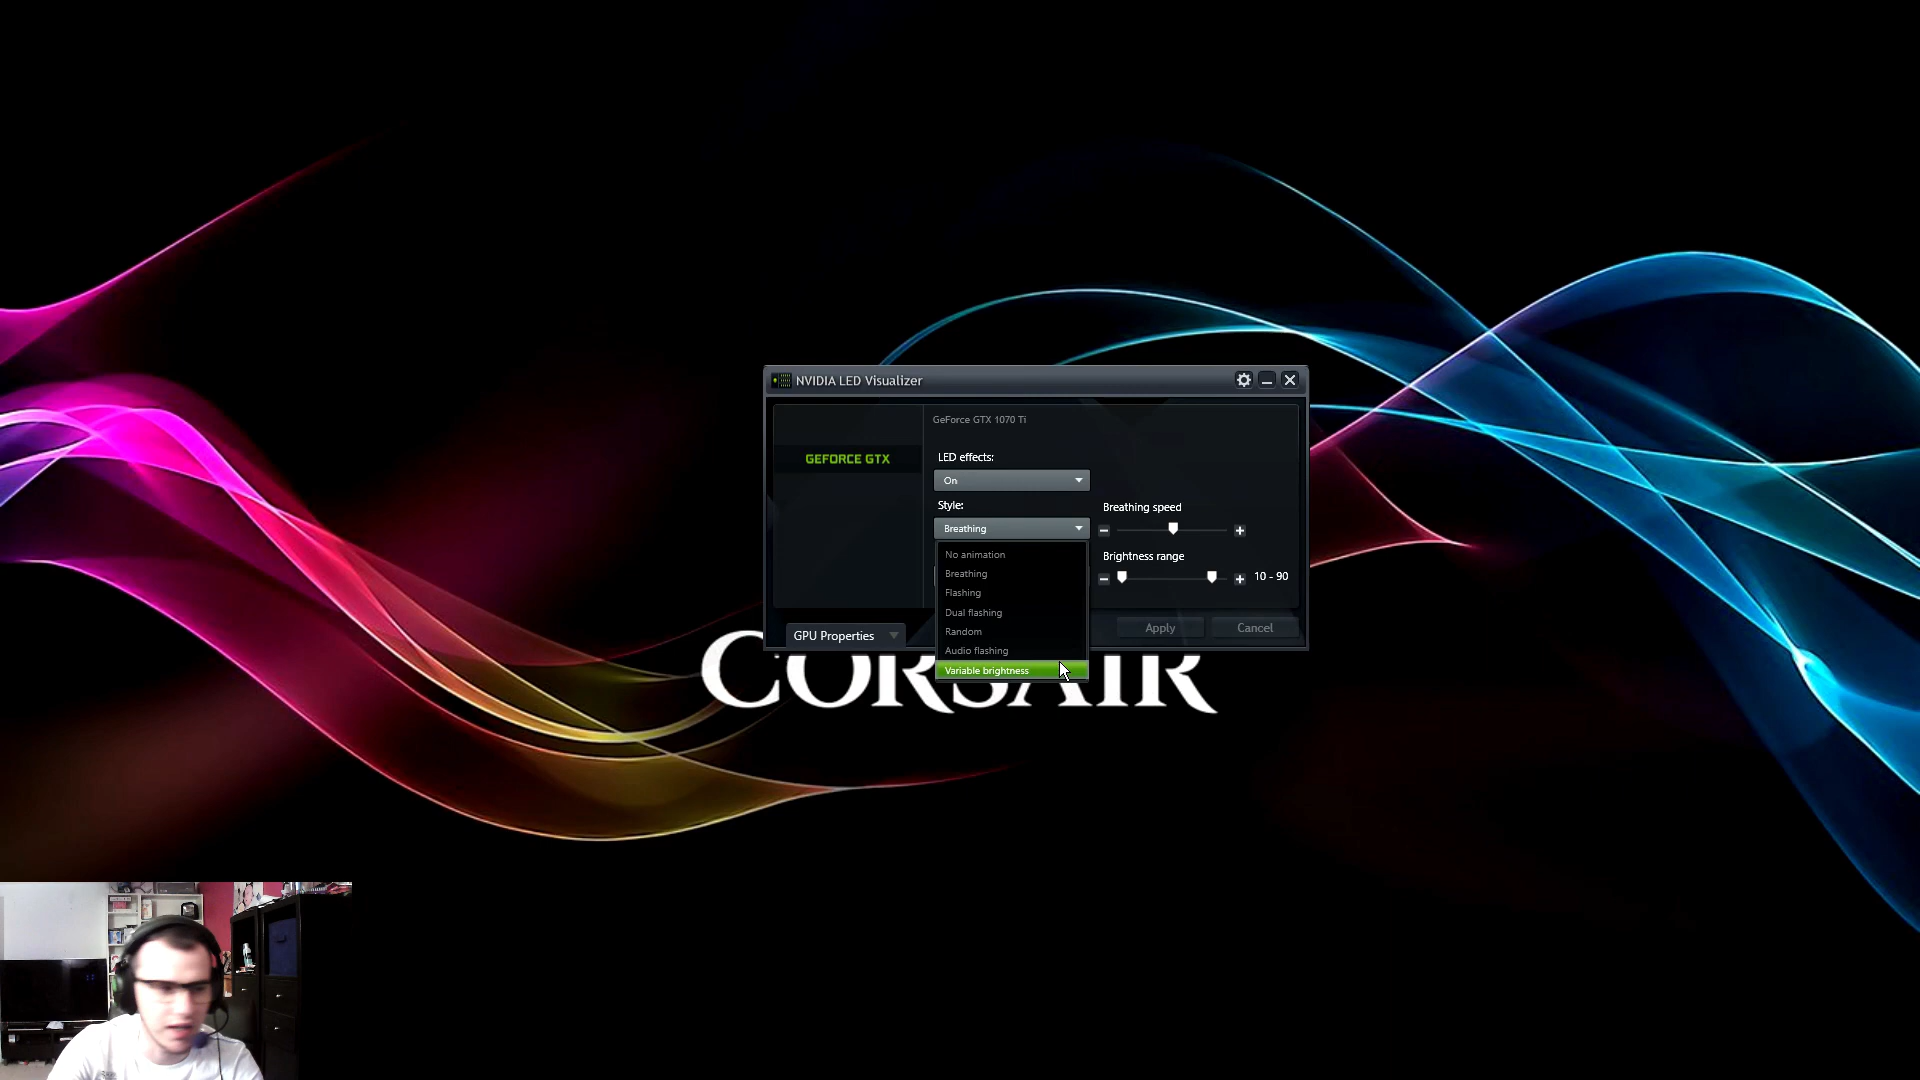 NVIDIA LED Visualizer
GeForce GTX 1070 Ti
GEFORCE GTX
LED effects:
On
Style:
Breathing speed
Breathing
Brightness range
No animation
Breathing
10 - 90
Flashing
Dual flashing
Random
Audio flashing
Variable brightness
GPU Properties
Apply
Cancel
CORSAIR